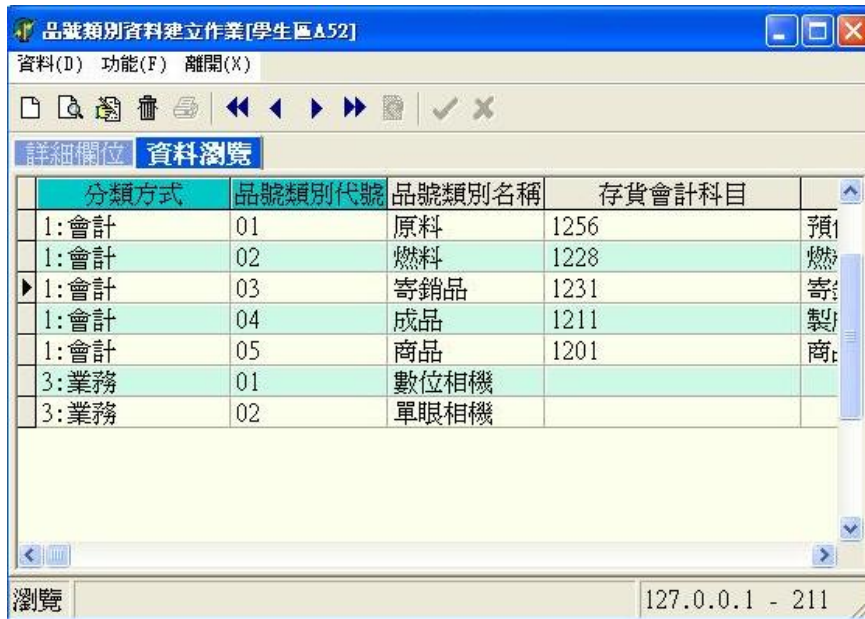 品號類別資料建立作業[學生區A52]
資料(D) 功能(F) 離開(X)
詳細欄位 資料瀏覽
分類方式 品號類別代號 品號類別名稱 存貨會計科目
1:會計 01 原料 1256 預
1:會計 02 燃料 1228 燃
1:會計 03 寄銷品 1231 寄
1:會計 04 成品 1211 製
1:會計 05 商品 1201 商
3:業務 01 數位相機
3:業務 02 單眼相機
瀏覽 127.0.0.1 - 211